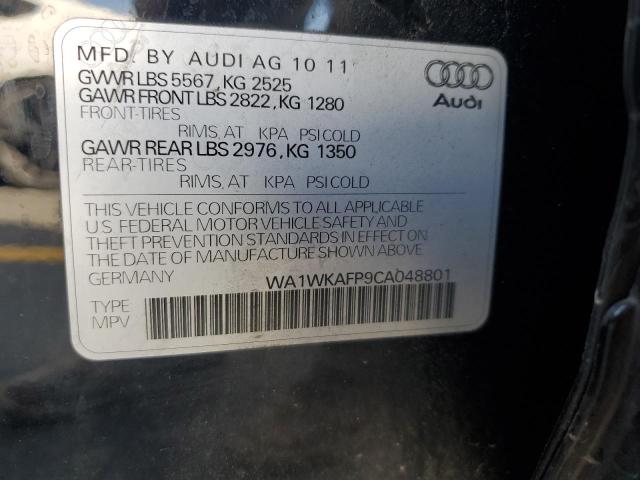 MFD. BY AUDI AG 10 11
GWWR LBS 5567, KG 2525
GAWR FRONT LBS 2822, KG 1280
FRONT-TIRES
RIMS, AT KPA PSI COLD
GAWR REAR LBS 2976, KG 1350
REAR-TIRES
RIMS, AT KPA PSI COLD
Audi
THIS VEHICLE CONFORMS TO ALL APPLICABLE
U.S. FEDERAL MOTOR VEHICLE SAFETY AND
THEFT PREVENTION STANDARDS IN EFFECT ON
THE DATE OF MANUFACTURE SHOWN ABOVE
GERMANY WA1WKAFP9CA048801
TYPE
MPV